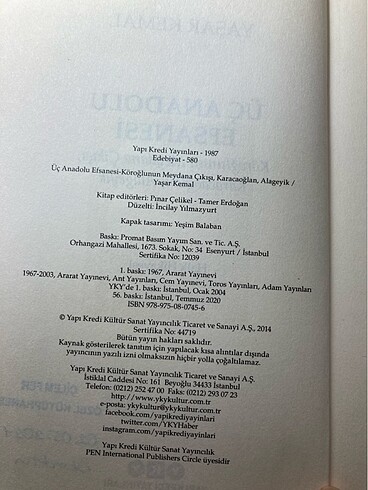 Yapı Kredi Yayınları - 1987
Edebiyat - 580
Üç Anadolu Efsanesi-Köroğlunun Meydana Çıkışı, Karacaoğlan, Alageyik /
Yaşar Kemal
Kitap editörleri: Pınar Çelikel - Tamer Erdoğan
Düzelti: İncilay Yılmazyurt
Kapak tasarımı: Yeşim Balaban
Baskı: Promat Basım Yayım San. ve Tic. A.Ş.
Orhangazi Mahallesi, 1673. Sokak, No: 34 Esenyurt / İstanbul
Sertifika No: 12039
1. baskı: 1967, Ararat Yayınevi
1967-2003, Ararat Yayınevi, Ant Yayınları, Cem Yayınevi, Toros Yayınları, Adam Yayınları
YKY'de 1. baskı: İstanbul, Ocak 2004
56. baskı: İstanbul, Temmuz 2020
ISBN 978-975-08-0745-6
© Yapı Kredi Kültür Sanat Yayıncılık Ticaret ve Sanayi A.Ş., 2014
Sertifika No: 44719
Bütün yayın hakları saklıdır.
Kaynak gösterilerek tanıtım için yapılacak kısa alıntılar dışında
yayıncının yazılı izni olmaksızın hiçbir yolla çoğaltılamaz.
Yapı Kredi Kültür Sanat Yayıncılık Ticaret ve Sanayi A.Ş.
İstiklal Caddesi No: 161 Beyoğlu 34433 İstanbul
Telefon: (0212) 252 47 00 Faks: (0212) 293 07 23
http://www.ykykultur.com.tr
e-posta: ykykultur@ykykultur.com.tr
facebook.com/yapikrediyayinlari
twitter.com/YKYHaber
instagram.com/yapikrediyayinlari
Yapı Kredi Kültür Sanat Yayıncılık
PEN International Publishers Circle üyesidir